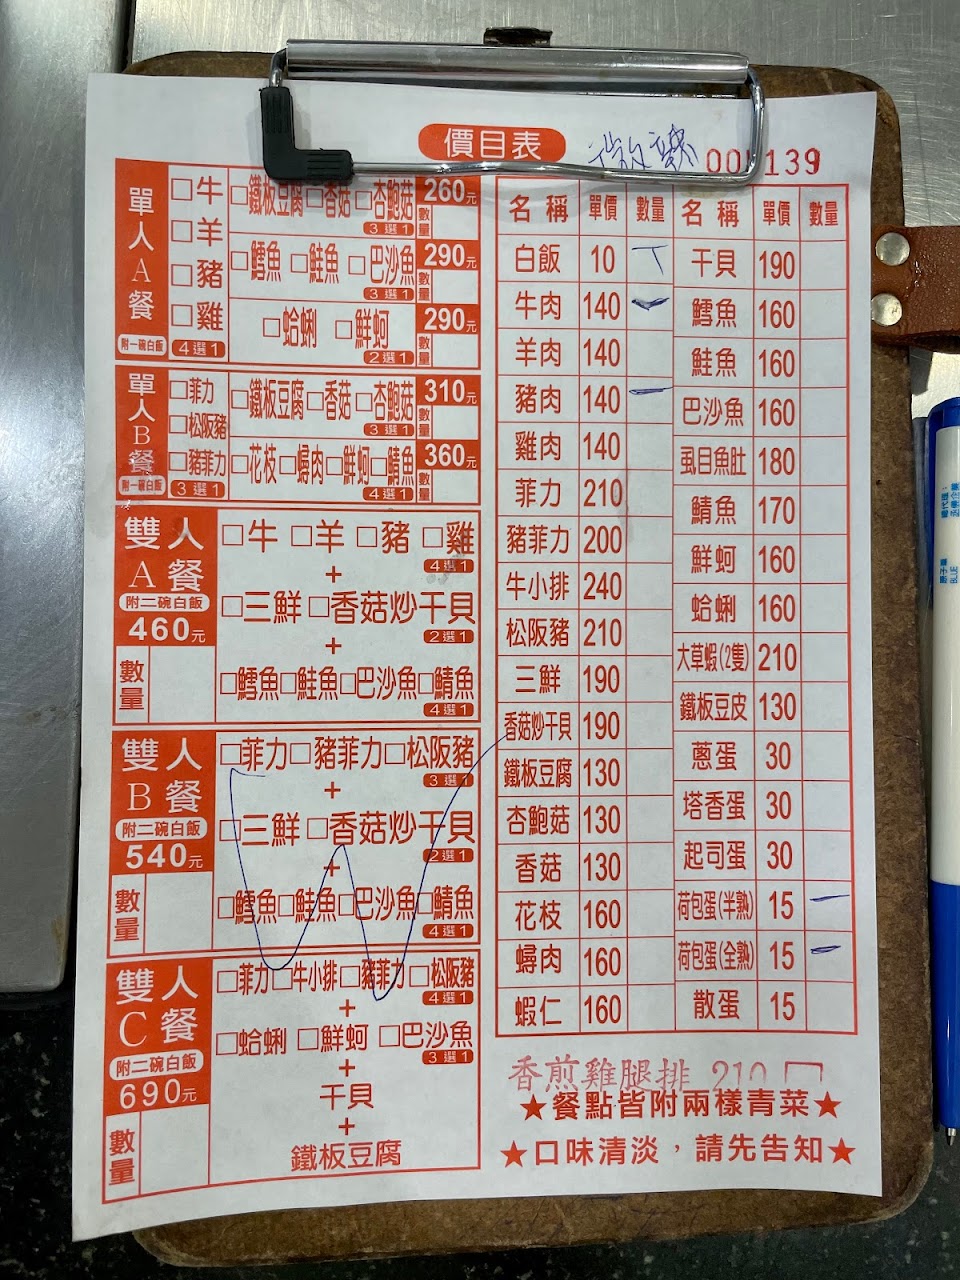 價目表
微辣
單人A餐
附一碗白飯
□牛
□羊
□豬
□雞
4選1
□鐵板豆腐□香菇□杏鮑菇
3選1
260元
數量
□鱈魚 □鮭魚 □巴沙魚
3選1
290元
數量
□蛤蜊 □鮮蚵
2選1
290元
數量
單人B餐
附一碗白飯
□菲力
□松阪豬
□豬菲力
3選1
□鐵板豆腐□香菇□杏鮑菇
3選1
310元
數量
□花枝□蟳肉□鮮蚵□鯖魚
4選1
360元
數量
雙人A餐
附二碗白飯
460元
數量
□牛 □羊 □豬 □雞
4選1
+
□三鮮 □香菇炒干貝
2選1
+
□鱈魚□鮭魚□巴沙魚□鯖魚
4選1
雙人B餐
附二碗白飯
540元
數量
□菲力□豬菲力□松阪豬
3選1
+
□三鮮 □香菇炒干貝
2選1
+
□鱈魚□鮭魚□巴沙魚□鯖魚
4選1
雙人C餐
附二碗白飯
690元
數量
□菲力□牛小排□豬菲力□松阪豬
4選1
+
□蛤蜊 □鮮蚵 □巴沙魚
3選1
+
干貝
+
鐵板豆腐
名稱 單價 數量
白飯 10 丅
牛肉 140
羊肉 140
豬肉 140 一
雞肉 140
菲力 210
豬菲力 200
牛小排 240
松阪豬 210
三鮮 190
香菇炒干貝 190
鐵板豆腐 130
杏鮑菇 130
香菇 130
花枝 160
蟳肉 160
蝦仁 160
名稱 單價 數量
干貝 190
鱈魚 160
鮭魚 160
巴沙魚 160
虱目魚肚 180
鯖魚 170
鮮蚵 160
蛤蜊 160
大草蝦(2隻) 210
鐵板豆皮 130
蔥蛋 30
塔香蛋 30
起司蛋 30
荷包蛋(半熟) 15 一
荷包蛋(全熟) 15 一
散蛋 15
香煎雞腿排 210
★餐點皆附兩樣青菜★
★口味清淡，請先告知★